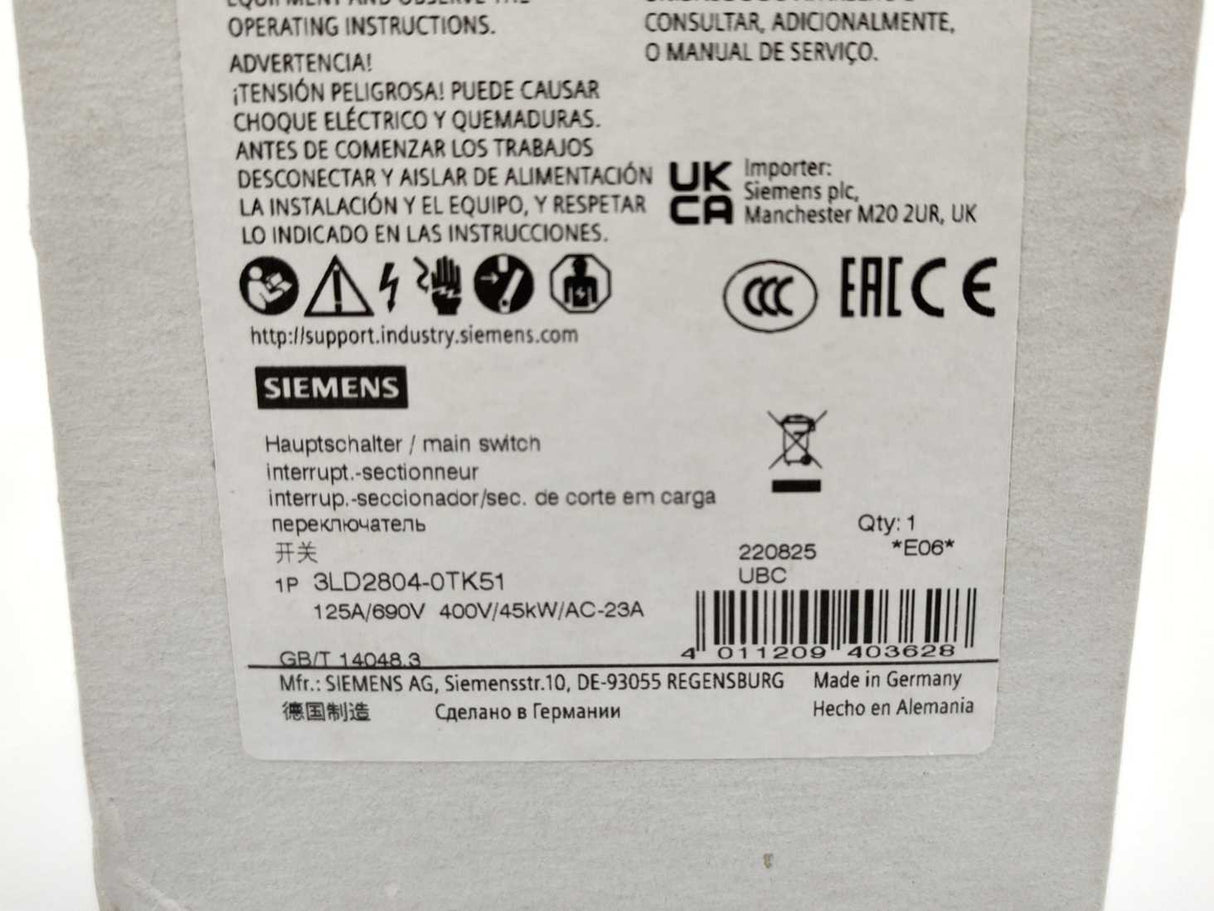 OPERATING INSTRUCTIONS.
ADVERTENCIA!
¡TENSIÓN PELIGROSA! PUEDE CAUSAR
CHOQUE ELÉCTRICO Y QUEMADURAS.
ANTES DE COMENZAR LOS TRABAJOS
DESCONECTAR Y AISLAR DE ALIMENTACIÓN
LA INSTALACIÓN Y EL EQUIPO, Y RESPETAR
LO INDICADO EN LAS INSTRUCCIONES.
CONSULTAR, ADICIONALMENTE,
O MANUAL DE SERVIÇO.
UK
CA
Importer:
Siemens plc,
Manchester M20 2UR, UK
CCC EAC CE
http://support.industry.siemens.com
SIEMENS
Hauptschalter / main switch
interrupt.-sectionneur
interrup.-seccionador/sec. de corte em carga
переключатель
开关
1P 3LD2804-0TK51
125A/690V 400V/45kW/AC-23A
GB/T 14048.3
Qty: 1
*E06*
220825
UBC
4 011209 403628
Mfr.: SIEMENS AG, Siemensstr.10, DE-93055 REGENSBURG
Made in Germany
德国制造
Сделано в Германии
Hecho en Alemania